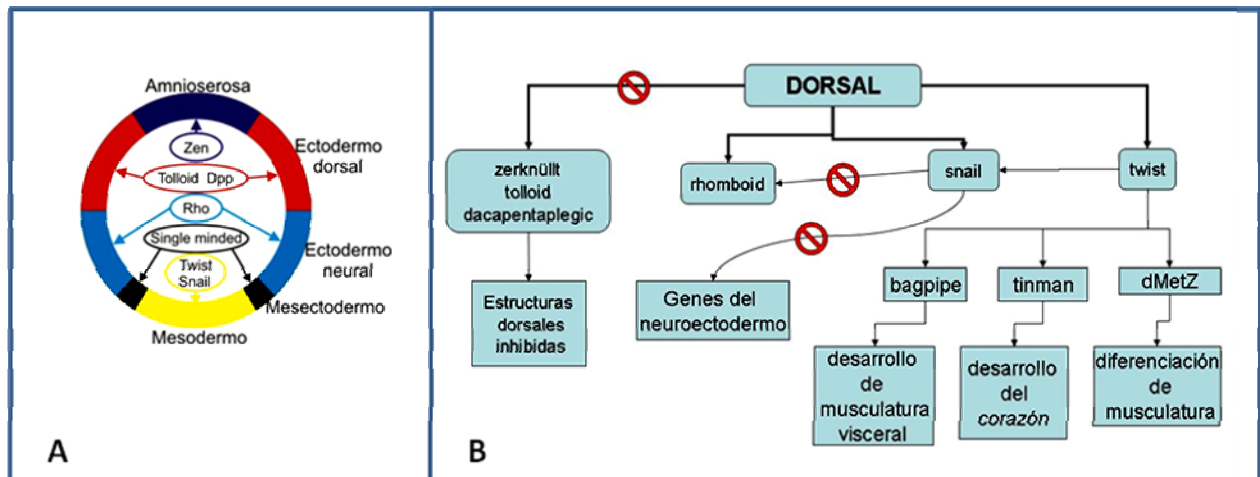 Amnioserosa
Zen
Ectodermo
dorsal
Tolloid Dpp
Rho
Single minded
Ectodermo
neural
Twist
Snail
Mesectodermo
Mesodermo
A
DORSAL
zerknüllt
tolloid
dacapentaplegic
rhomboid
snail
twist
Estructuras
dorsales
inhibidas
Genes del
neuroectodermo
bagpipe
tinman
dMetZ
desarrollo
de
musculatura
visceral
desarrollo
del
corazón
diferenciación
de
musculatura
B